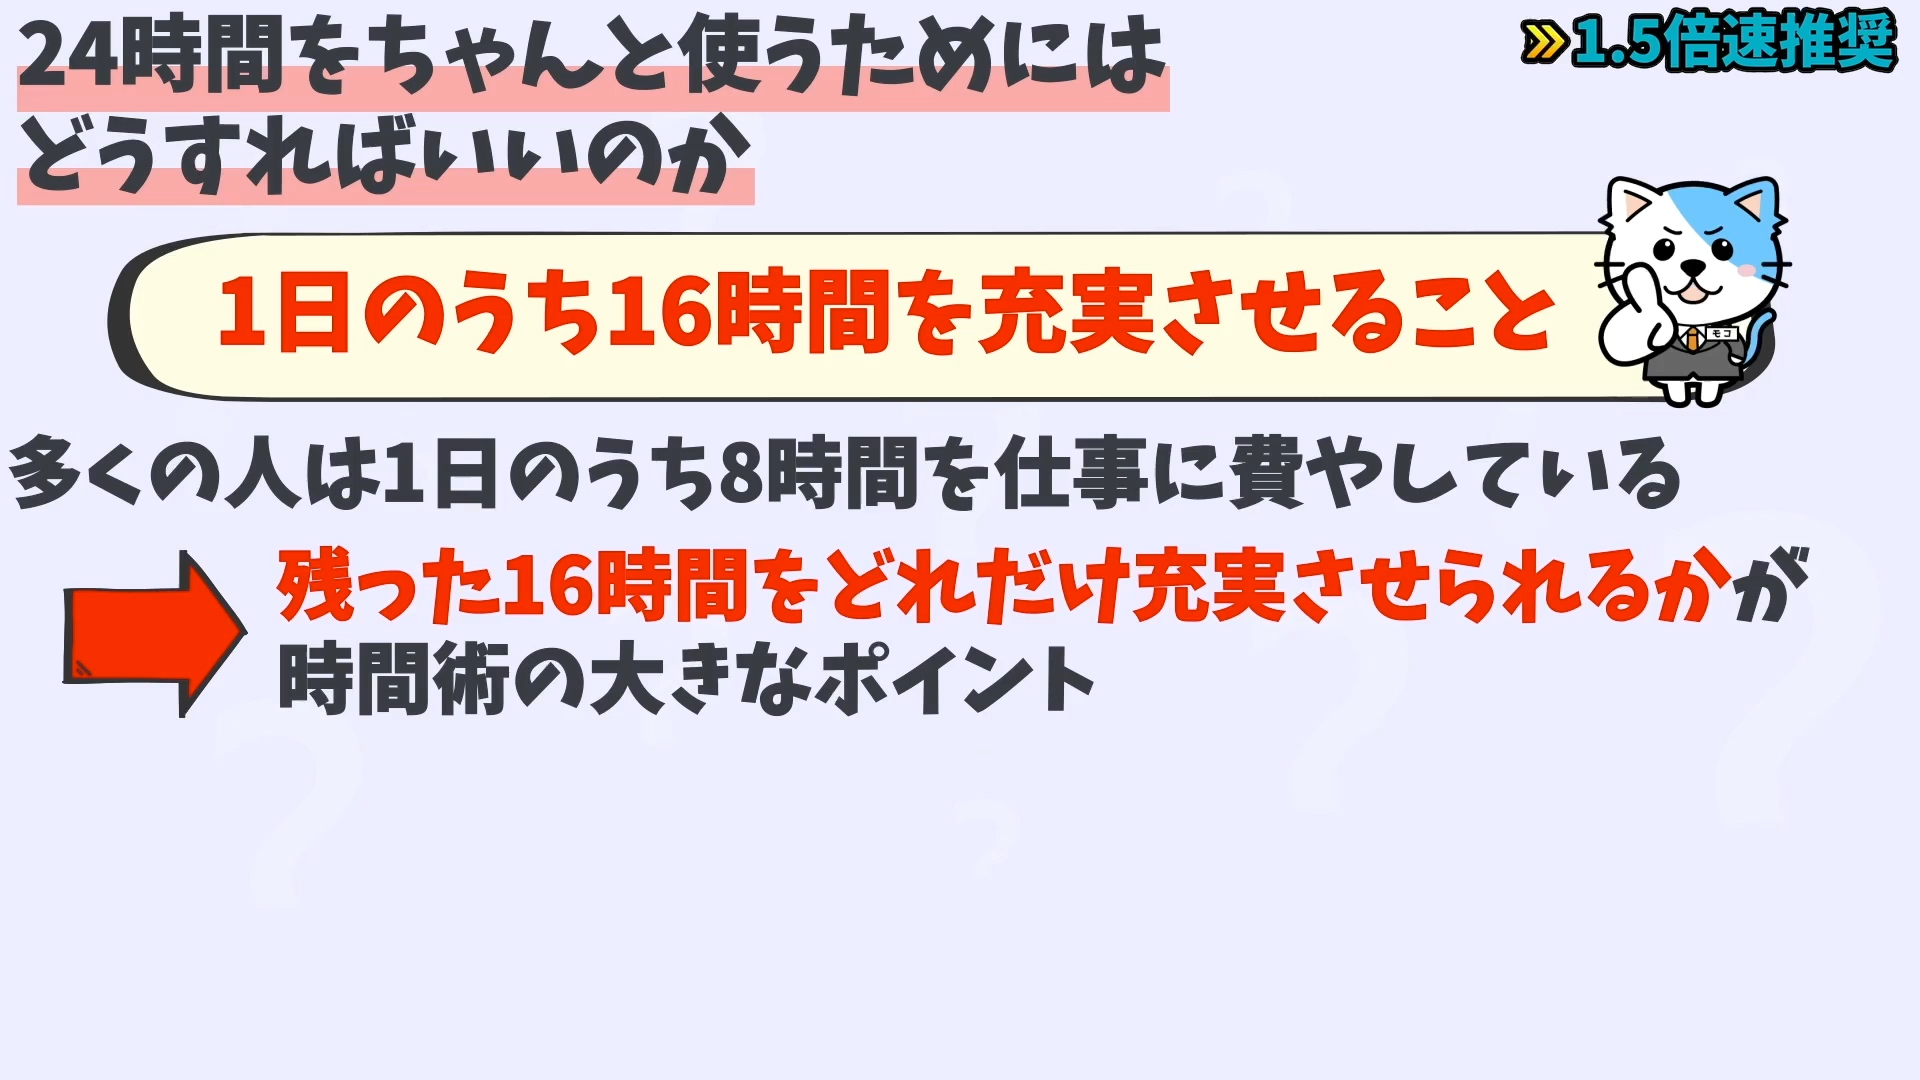 24時間をちゃんと使うためには
どうすればいいのか
1.5倍速推奨
1日のうち16時間を充実させること
モコ
多くの人は1日のうち8時間を仕事に費やしている
残った16時間をどれだけ充実させられるかが
時間術の大きなポイント